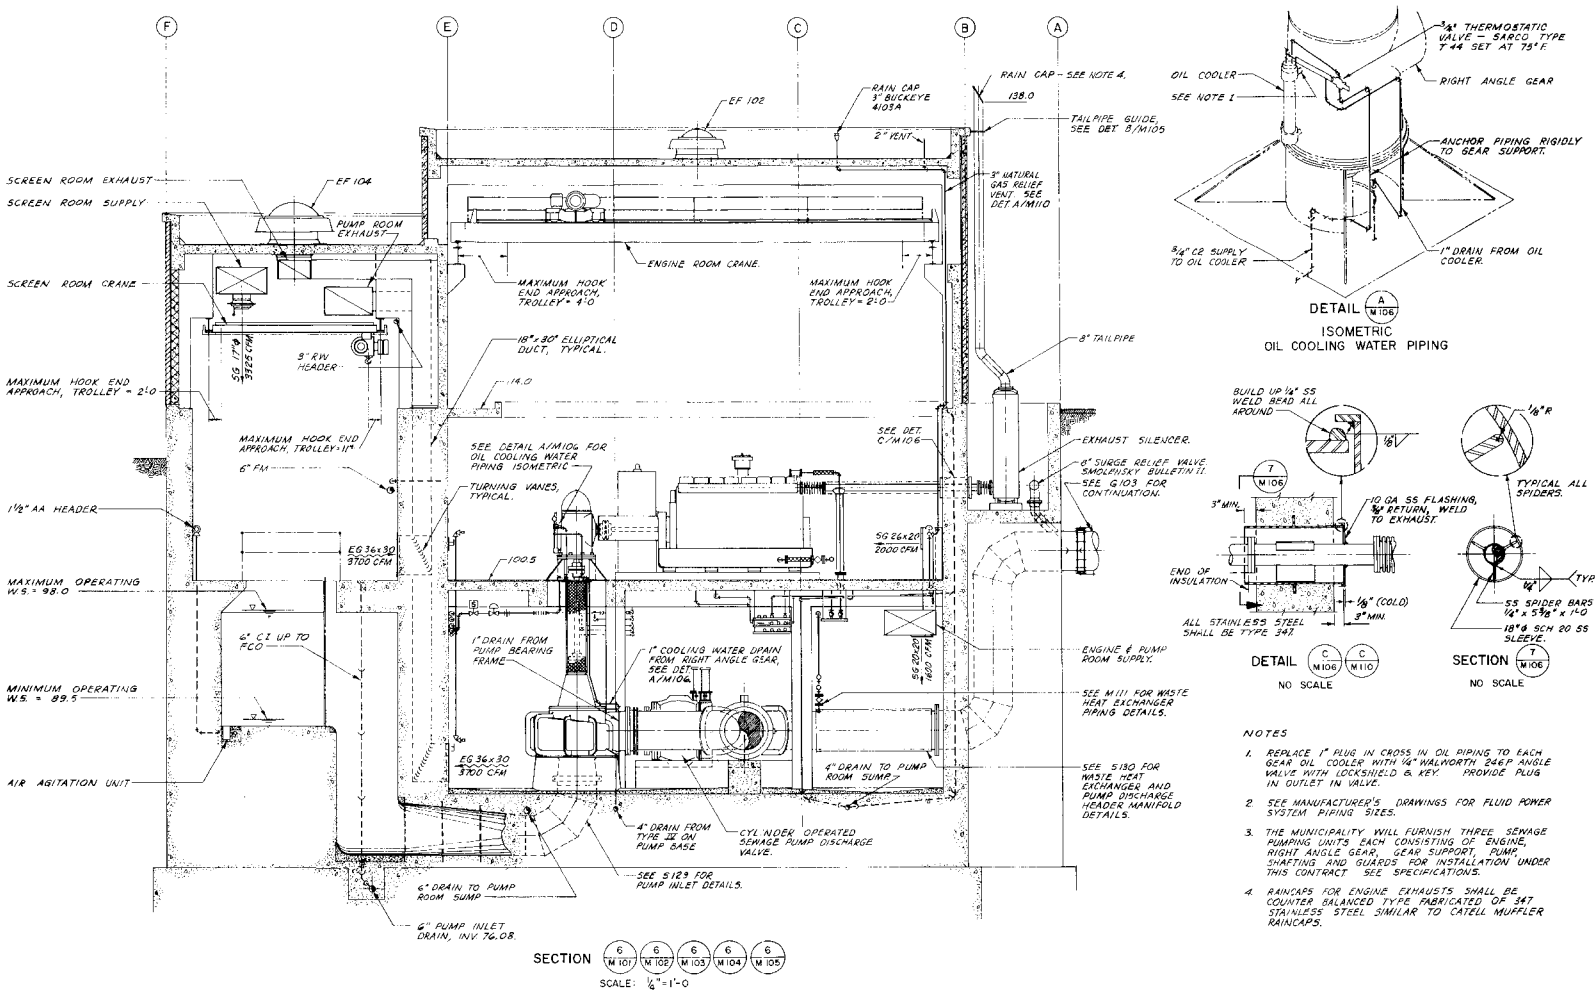 F
E
D
C
B
A
EF 102
RAIN CAP
3" BUCKEYE
4103A
2" VENT
RAIN CAP - SEE NOTE 4.
138.0
TAILPIPE GUIDE,
SEE DET B/M105
3" NATURAL
GAS RELIEF
VENT. SEE
DET. A/M110
SCREEN ROOM EXHAUST
SCREEN ROOM SUPPLY
EF 104
PUMP ROOM
EXHAUST
SCREEN ROOM CRANE
ENGINE ROOM CRANE.
MAXIMUM HOOK
END APPROACH,
TROLLEY = 4'-0
MAXIMUM HOOK
END APPROACH,
TROLLEY = 2'-0
SG 17"φ
3325 CFM
3" RW
HEADER
18" x 30" ELLIPTICAL
DUCT, TYPICAL.
8" TAILPIPE
MAXIMUM HOOK END
APPROACH, TROLLEY = 2'-0
114.0
MAXIMUM HOOK END
APPROACH, TROLLEY = 11"
6" FM
SEE DETAIL A/M106 FOR
OIL COOLING WATER
PIPING ISOMETRIC
TURNING VANES,
TYPICAL.
SEE DET.
C/M106
EXHAUST SILENCER.
8" SURGE RELIEF VALVE.
SMOLENSKY BULLETIN 11.
SEE G103 FOR
CONTINUATION.
1 1/2" AA HEADER
EG 36x30
3700 CFM
SG 26x20
2000 CFM
100.5
MAXIMUM OPERATING
W.S. = 98.0
6" CI UP TO
FCO
1" DRAIN FROM
PUMP BEARING
FRAME
1" COOLING WATER DRAIN
FROM RIGHT ANGLE GEAR,
SEE DET.
A/M106
SG 20x20
1600 CFM
ENGINE & PUMP
ROOM SUPPLY.
MINIMUM OPERATING
W.S. = 89.5
SEE M111 FOR WASTE
HEAT EXCHANGER
PIPING DETAILS.
EG 36x30
3700 CFM
AIR AGITATION UNIT
4" DRAIN TO PUMP
ROOM SUMP
SEE S130 FOR
WASTE HEAT
EXCHANGER AND
PUMP DISCHARGE
HEADER MANIFOLD
DETAILS.
4" DRAIN FROM
TYPE IV ON
PUMP BASE
CYLINDER OPERATED
SEWAGE PUMP DISCHARGE
VALVE.
SEE S129 FOR
PUMP INLET DETAILS.
6" DRAIN TO PUMP
ROOM SUMP
6" PUMP INLET
DRAIN, INV. 76.08.
SECTION
6
M101
6
M102
6
M103
6
M104
6
M105
SCALE: 1/4"=1'-0
3/4" THERMOSTATIC
VALVE - SARCO TYPE
T 44 SET AT 75° F.
OIL COOLER
SEE NOTE 1
RIGHT ANGLE GEAR
ANCHOR PIPING RIGIDLY
TO GEAR SUPPORT.
3/4" C2 SUPPLY
TO OIL COOLER
1" DRAIN FROM OIL
COOLER.
DETAIL
A
M106
ISOMETRIC
OIL COOLING WATER PIPING
BUILD UP 1/4" SS
WELD BEAD ALL
AROUND
1/8"
1/8" R
7
M106
TYPICAL ALL
SPIDERS.
3" MIN.
10 GA SS FLASHING,
3/8" RETURN, WELD
TO EXHAUST.
END OF
INSULATION
1/8" (COLD)
3" MIN.
ALL STAINLESS STEEL
SHALL BE TYPE 347.
1/4"
TYP.
SS SPIDER BARS
1/4" x 5 3/8" x 1'-0
18" φ SCH 20 SS
SLEEVE.
DETAIL
C
M106
C
M110
NO SCALE
SECTION
7
M106
NO SCALE
NOTES
1. REPLACE 1" PLUG IN CROSS IN OIL PIPING TO EACH
GEAR OIL COOLER WITH 1/4" WALWORTH 246P ANGLE
VALVE WITH LOCKSHIELD & KEY. PROVIDE PLUG
IN OUTLET IN VALVE.
2. SEE MANUFACTURER'S DRAWINGS FOR FLUID POWER
SYSTEM PIPING SIZES.
3. THE MUNICIPALITY WILL FURNISH THREE SEWAGE
PUMPING UNITS EACH CONSISTING OF ENGINE,
RIGHT ANGLE GEAR, GEAR SUPPORT, PUMP,
SHAFTING AND GUARDS FOR INSTALLATION UNDER
THIS CONTRACT SEE SPECIFICATIONS.
4. RAINCAPS FOR ENGINE EXHAUSTS SHALL BE
COUNTER BALANCED TYPE FABRICATED OF 347
STAINLESS STEEL SIMILAR TO CATELL MUFFLER
RAINCAPS.